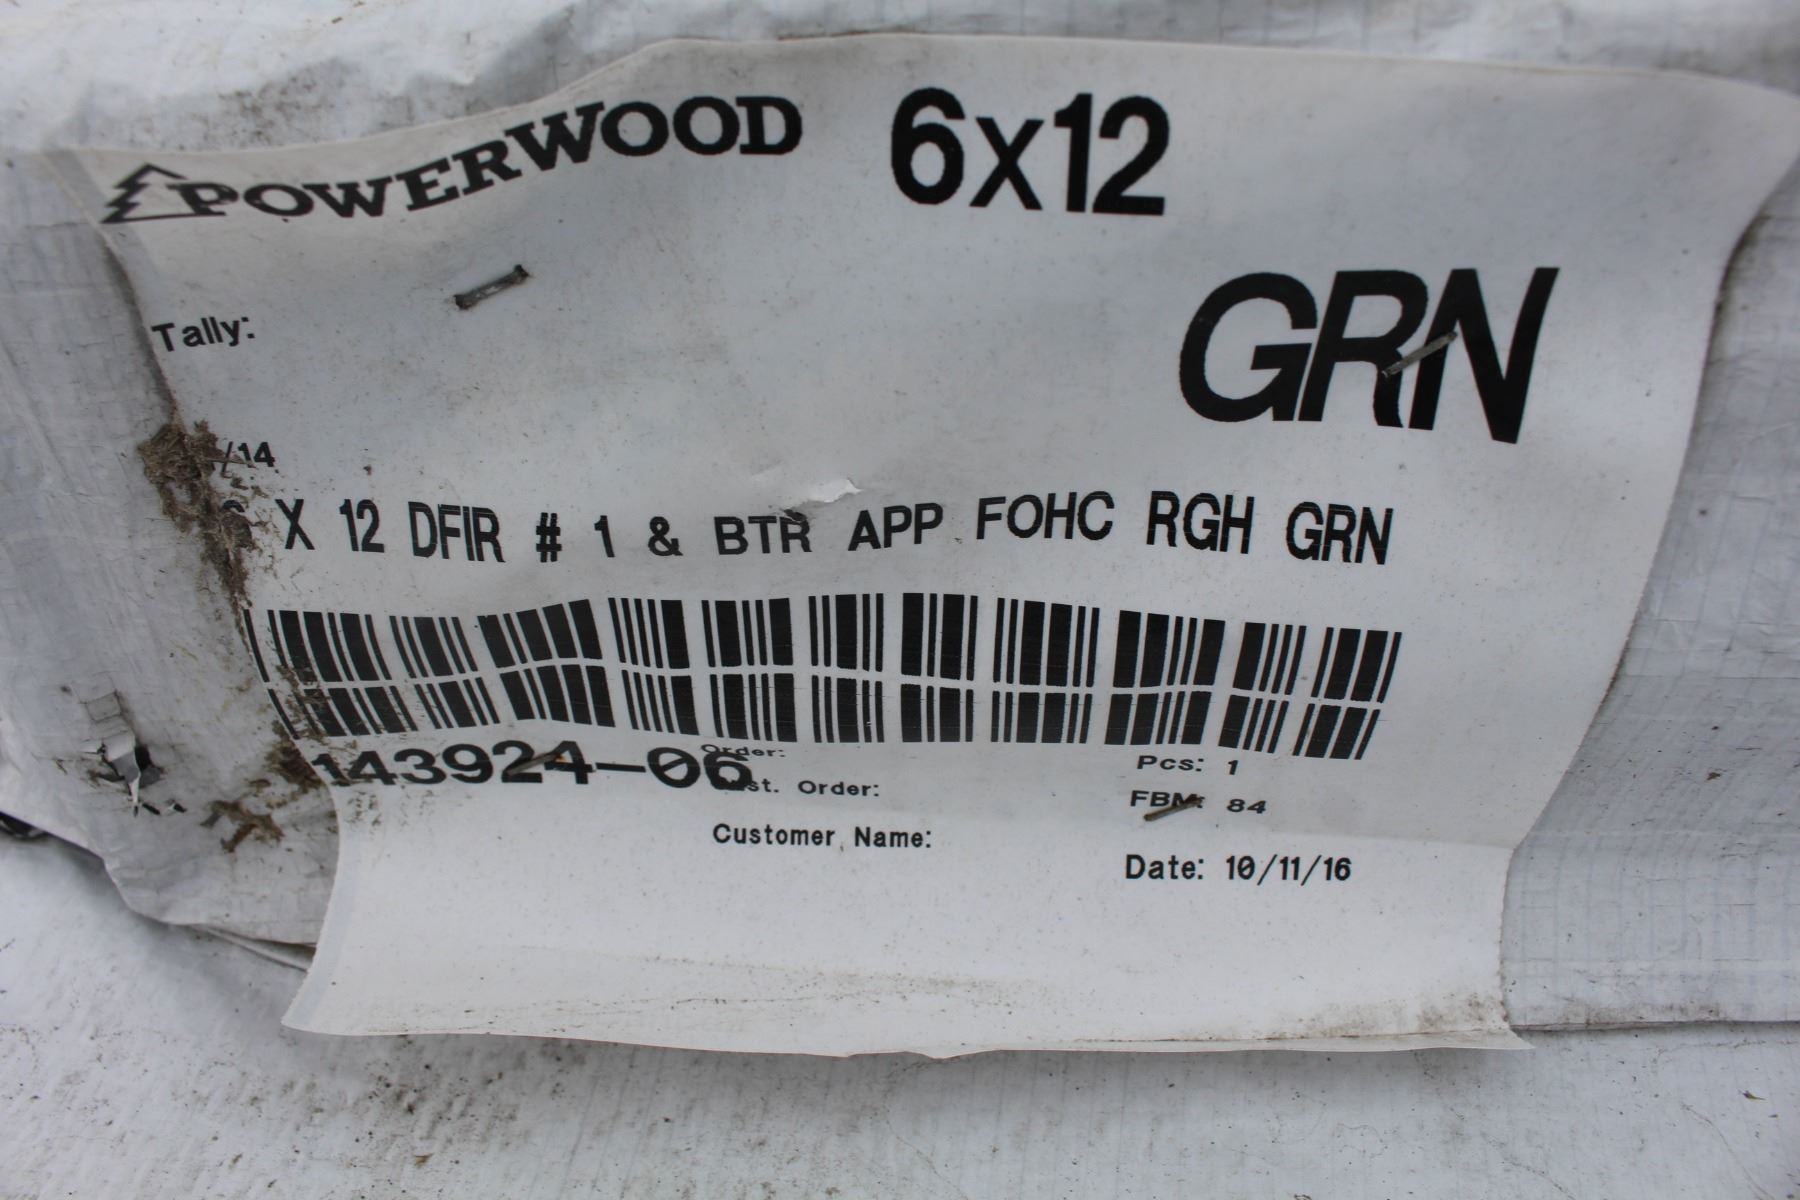 POWERWOOD 6x12
GRN
Tally:
/14
X 12 DFIR # 1 & BTR APP FOHC RGH GRN
143924-06
Order:
Order:
Customer Name:
Pcs: 1
FBM: 84
Date: 10/11/16